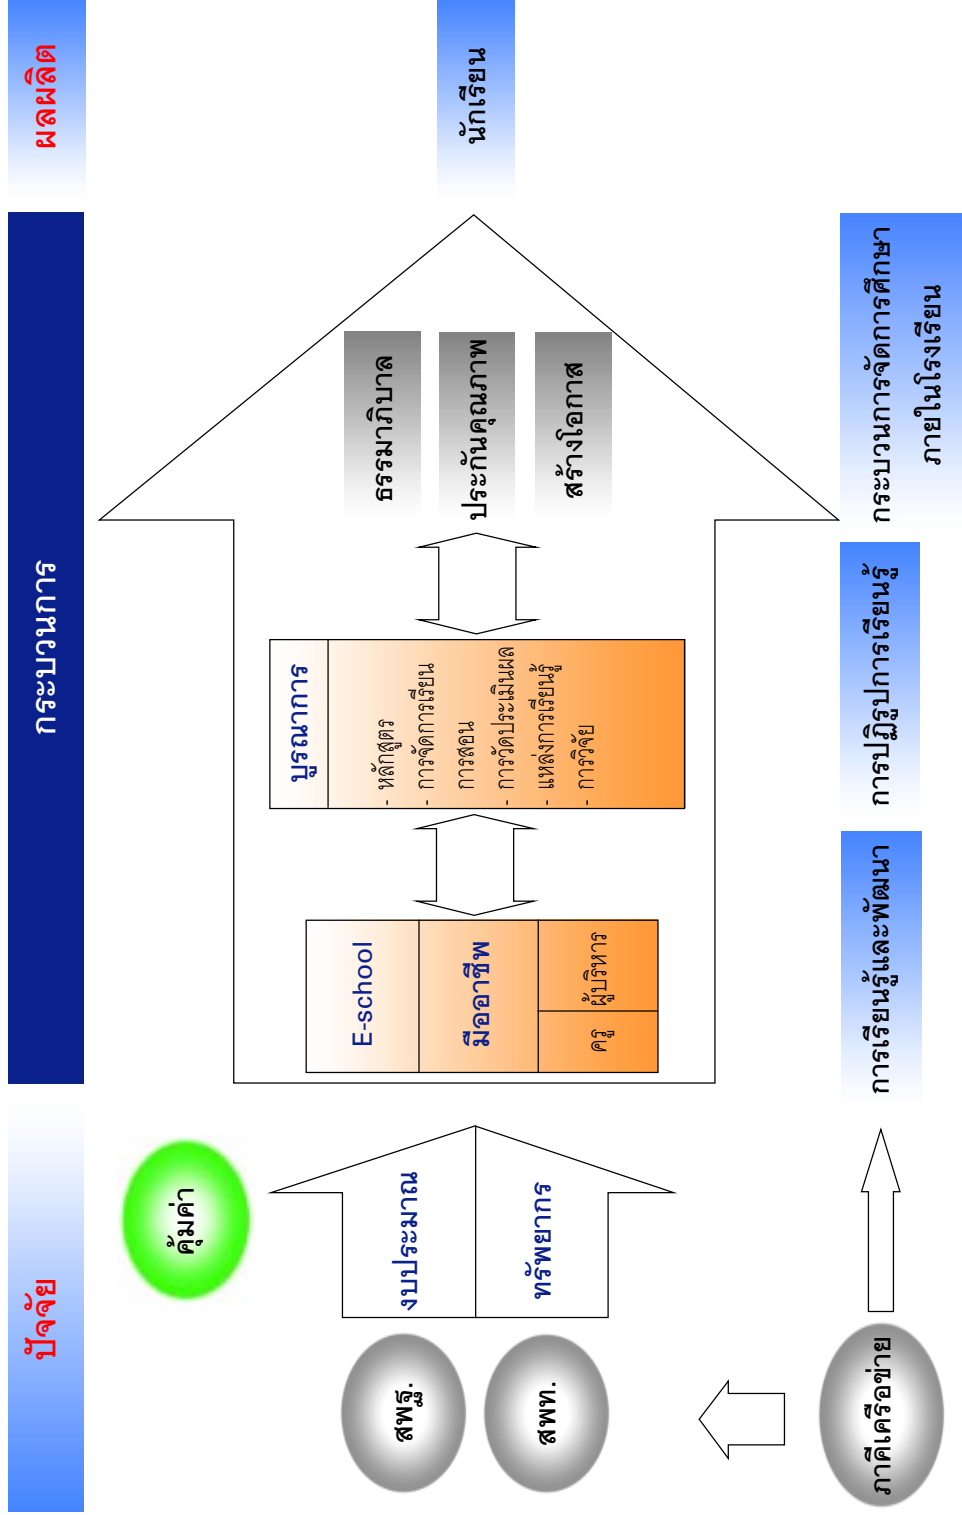 ปัจจัย
กระบวนการ
ผลผลิต
คุ้มค่า
สพฐ.
สพท.
ภาคีเครือข่าย
งบประมาณ
ทรัพยากร
E-school
มืออาชีพ
ครู
ผู้บริหาร
บูรณาการ
- หลักสูตร
- การจัดการเรียน
การสอน
- การวัดประเมินผล
- แหล่งการเรียนรู้
- การวิจัย
ธรรมาภิบาล
ประกันคุณภาพ
สร้างโอกาส
นักเรียน
การเรียนรู้และพัฒนา
การปฏิรูปการเรียนรู้
กระบวนการจัดการศึกษา
ภายในโรงเรียน